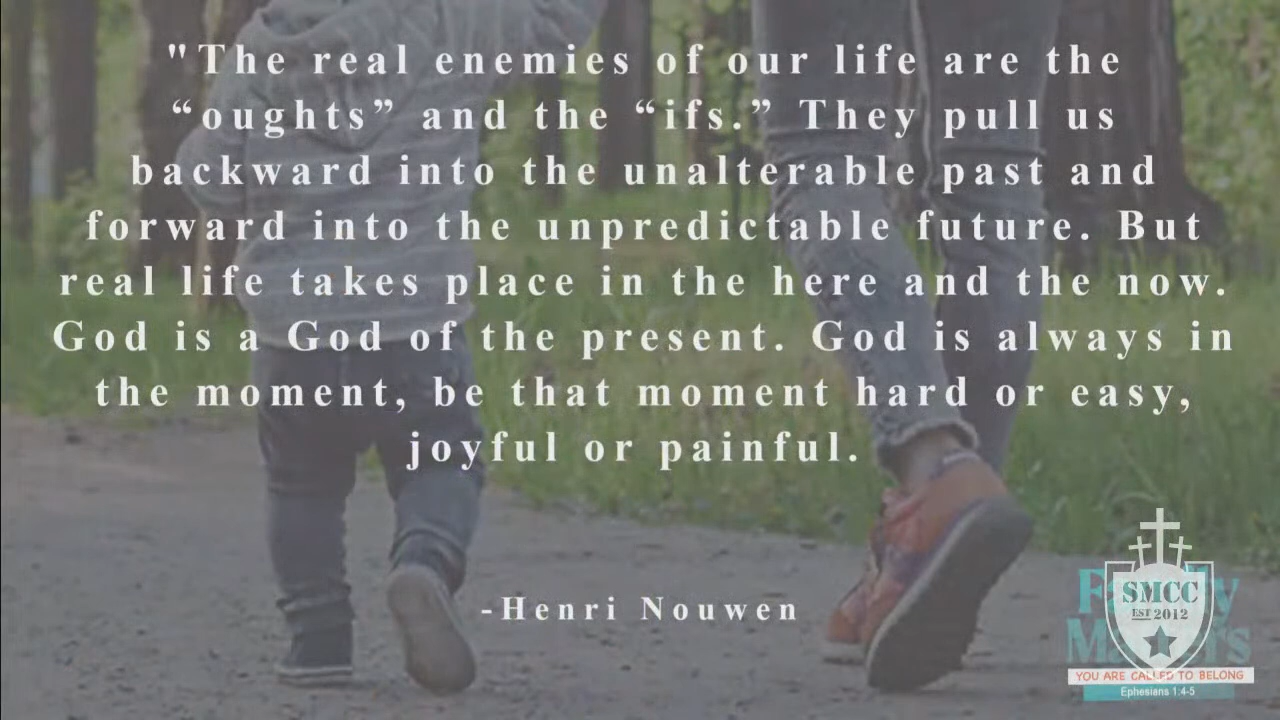 "The real enemies of our life are the
“oughts” and the “ifs.” They pull us
backward into the unalterable past and
forward into the unpredictable future. But
real life takes place in the here and the now.
God is a God of the present. God is always in
the moment, be that moment hard or easy,
joyful or painful.
-Henri Nouwen
SMCC
EST 2012
YOU ARE CALLED TO BELONG
Ephesians 1:4-5